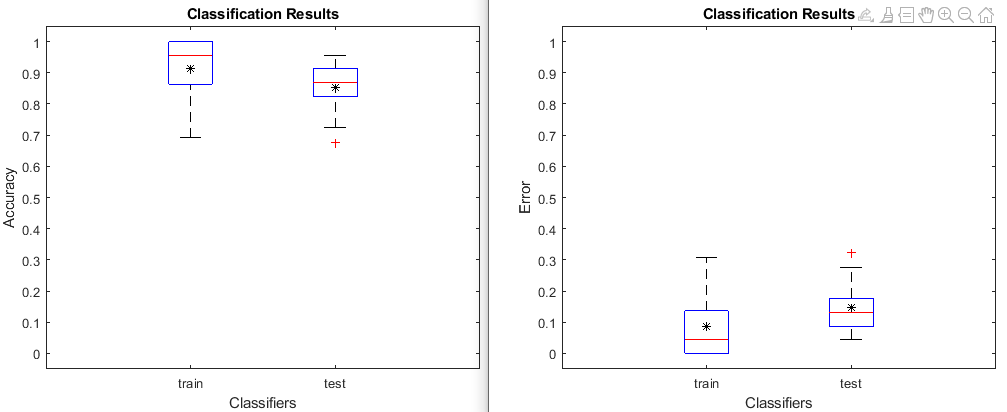 Classification Results
1
0.9
0.8
0.7
0.6
0.5
0.4
0.3
0.2
0.1
0
Accuracy
train test
Classifiers
Classification Results
1
0.9
0.8
0.7
0.6
0.5
0.4
0.3
0.2
0.1
0
Error
train test
Classifiers